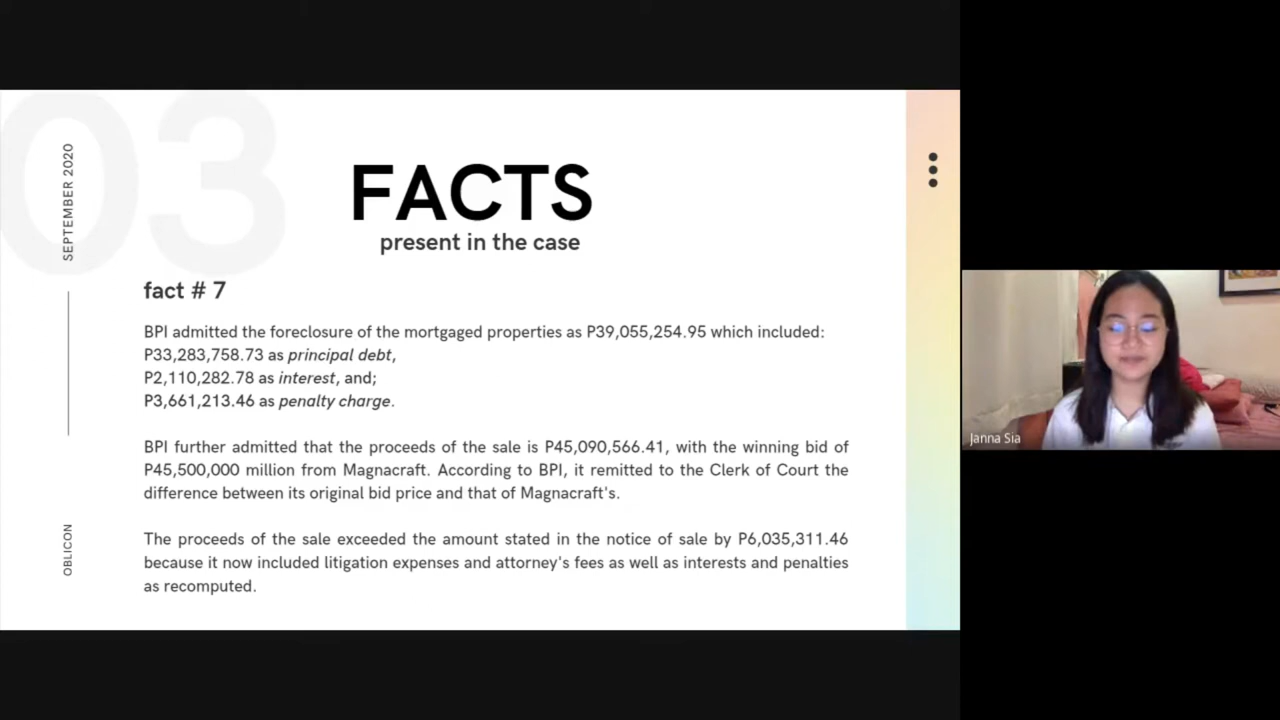 03
SEPTEMBER 2020
OBLICON
FACTS
present in the case
fact # 7
BPI admitted the foreclosure of the mortgaged properties as P39,055,254.95 which included:
P33,283,758.73 as principal debt,
P2,110,282.78 as interest, and;
P3,661,213.46 as penalty charge.
BPI further admitted that the proceeds of the sale is P45,090,566.41, with the winning bid of
P45,500,000 million from Magnacraft. According to BPI, it remitted to the Clerk of Court the
difference between its original bid price and that of Magnacraft's.
The proceeds of the sale exceeded the amount stated in the notice of sale by P6,035,311.46
because it now included litigation expenses and attorney's fees as well as interests and penalties
as recomputed.
Janna Sia